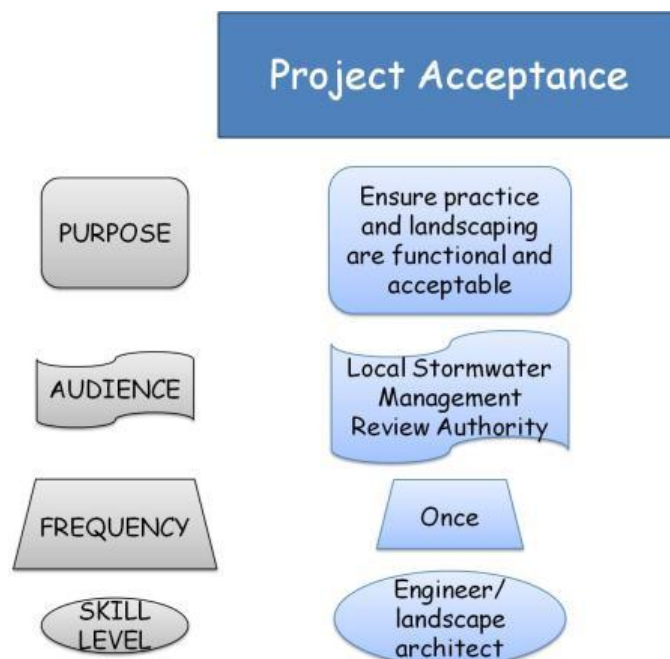 Project Acceptance
PURPOSE
Ensure practice
and landscaping
are functional and
acceptable
AUDIENCE
Local Stormwater
Management
Review Authority
FREQUENCY
Once
SKILL
LEVEL
Engineer/
landscape
architect